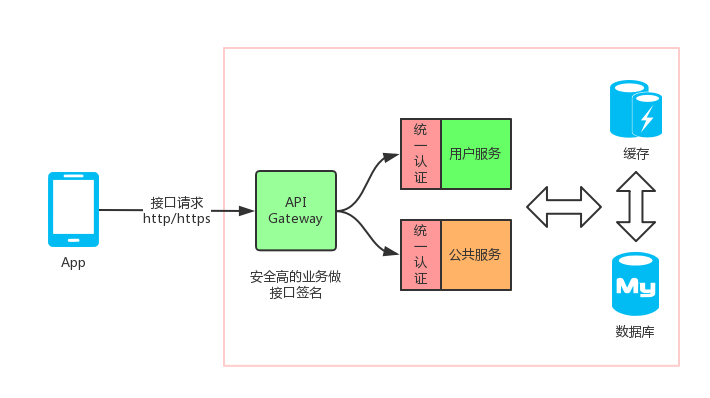 App
接口请求
http/https
API
Gateway
安全高的业务做
接口签名
统
一
认
证
用户服务
统
一
认
证
公共服务
缓存
My
数据库